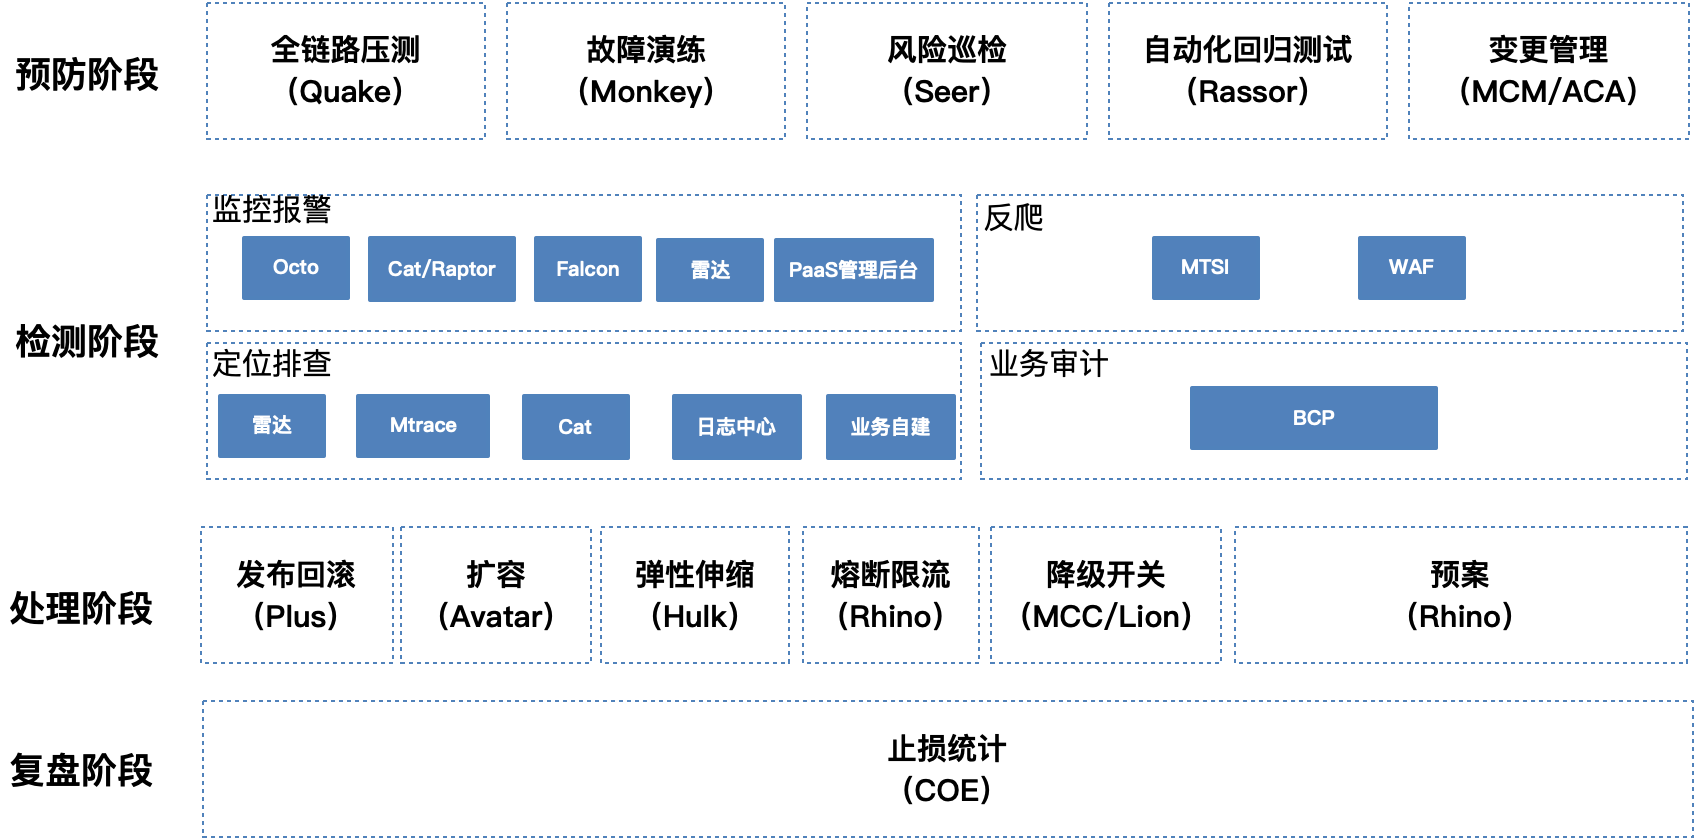 预防阶段
全链路压测
（Quake）
故障演练
（Monkey）
风险巡检
（Seer）
自动化回归测试
（Rassor）
变更管理
（MCM/ACA）
检测阶段
监控报警
Octo
Cat/Raptor
Falcon
雷达
PaaS管理后台
反爬
MTSI
WAF
定位排查
雷达
Mtrace
Cat
日志中心
业务自建
业务审计
BCP
处理阶段
发布回滚
（Plus）
扩容
（Avatar）
弹性伸缩
（Hulk）
熔断限流
（Rhino）
降级开关
（MCC/Lion）
预案
（Rhino）
复盘阶段
止损统计
（COE）